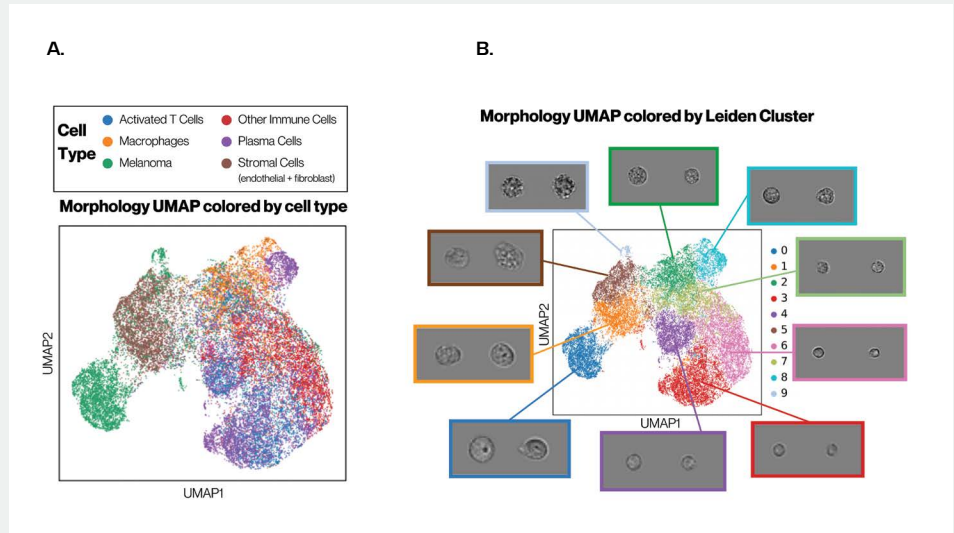 A.
B.
Cell
Type
Activated T Cells
Macrophages
Melanoma
Other Immune Cells
Plasma Cells
Stromal Cells
(endothelial + fibroblast)
Morphology UMAP colored by cell type
UMAP2
UMAP1
Morphology UMAP colored by Leiden Cluster
UMAP2
UMAP1
0
1
2
3
4
5
6
7
8
9